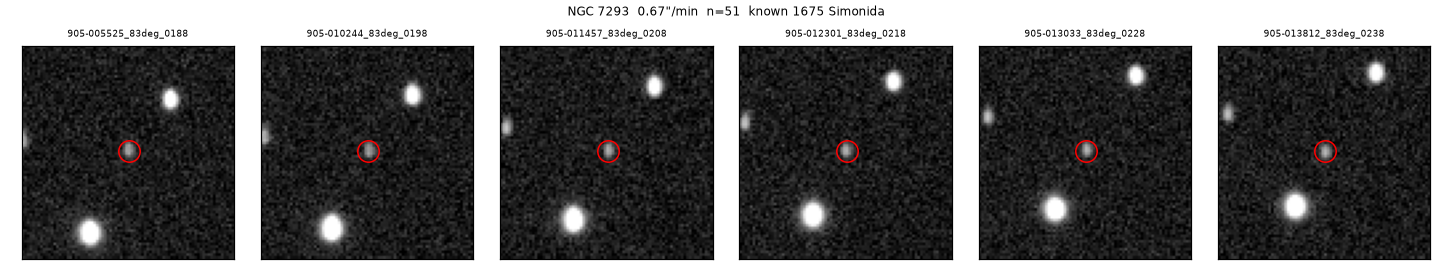 NGC 7293 0.67"/min n=51 known 1675 Simonida
905-005525_83deg_0188
905-010244_83deg_0198
905-011457_83deg_0208
905-012301_83deg_0218
905-013033_83deg_0228
905-013812_83deg_0238